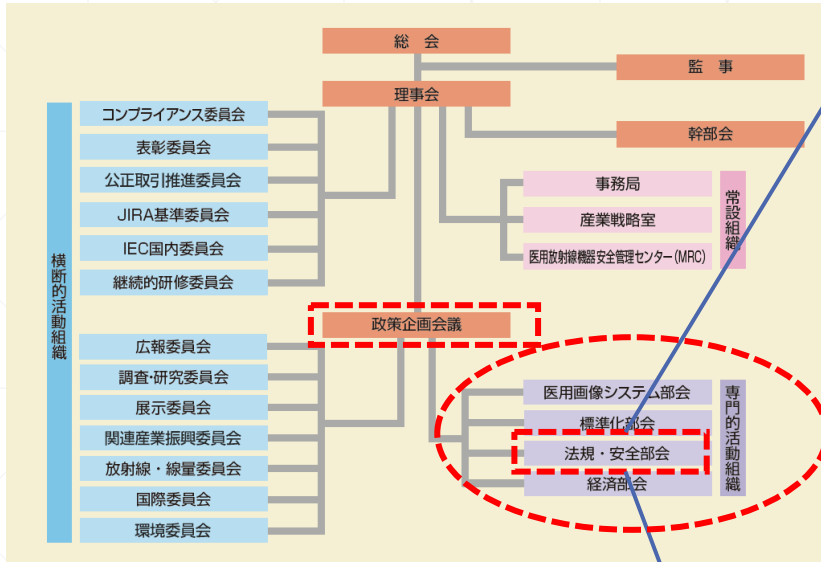 総会
監事
理事会
幹部会
横断的活動組織
コンプライアンス委員会
表彰委員会
公正取引推進委員会
JIRA基準委員会
IEC国内委員会
継続的研修委員会
事務局
産業戦略室
医用放射線機器安全管理センター(MRC)
常設組織
政策企画会議
広報委員会
調査・研究委員会
展示委員会
関連産業振興委員会
放射線・線量委員会
国際委員会
環境委員会
医用画像システム部会
標準化部会
法規・安全部会
経済部会
専門的活動組織